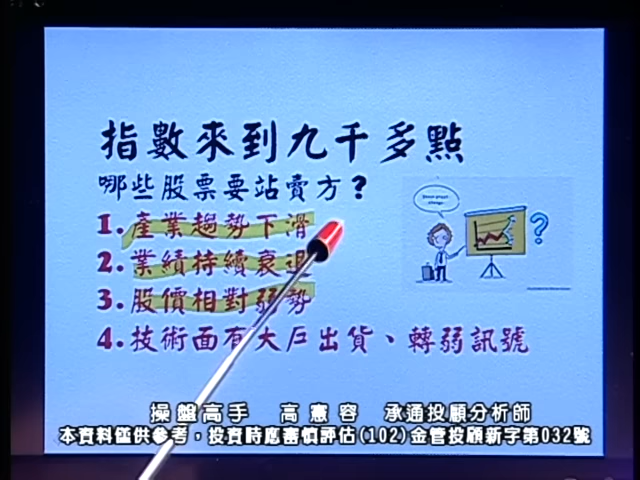 指數來到九千多點
哪些股票要站賣方?
1.產業趨勢下滑
2.業績持續衰退
3.股價相對弱勢
4.技術面有大戶出貨、轉弱訊號
?
操盤高手 高憲容 承通投顧分析師
本資料僅供參考,投資時應審慎評估(102)金管投顧新字第032號